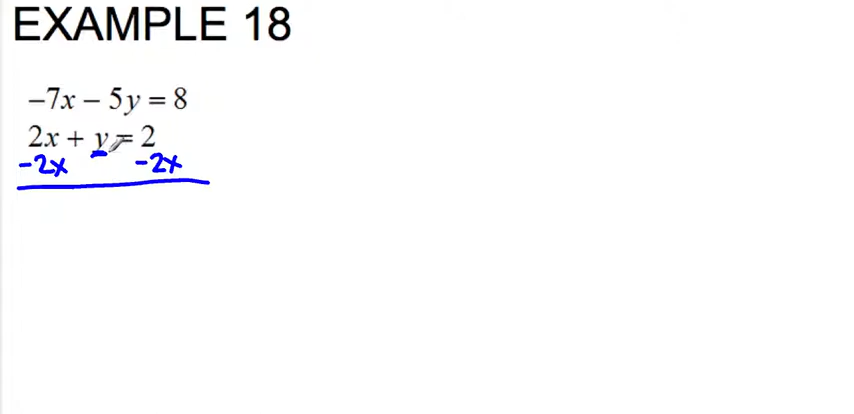 EXAMPLE 18
−7x − 5y = 8
2x + y = 2
-2x -2x